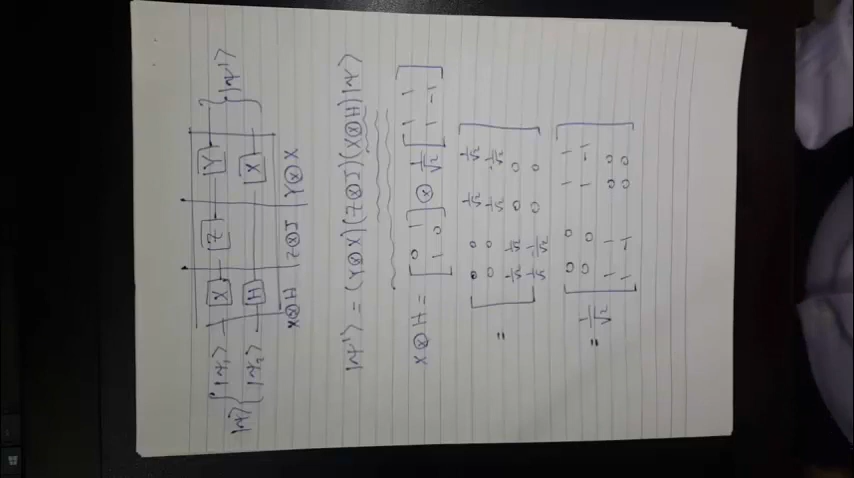 |ψ⟩ { |ψ₁⟩ X Z Y } |ψ'⟩
|ψ₂⟩ H X
X⊗H | Z⊗I | Y⊗X
|ψ'⟩ = (Y⊗X)(Z⊗I)(X⊗H)|ψ⟩
X⊗H = [0 1; 1 0] ⊗ 1/√2 [1 1; 1 -1]
= [0 0 1/√2 1/√2
0 0 1/√2 -1/√2
1/√2 1/√2 0 0
1/√2 -1/√2 0 0]
= 1/√2 [0 0 1 1
0 0 1 -1
1 1 0 0
1 -1 0 0]